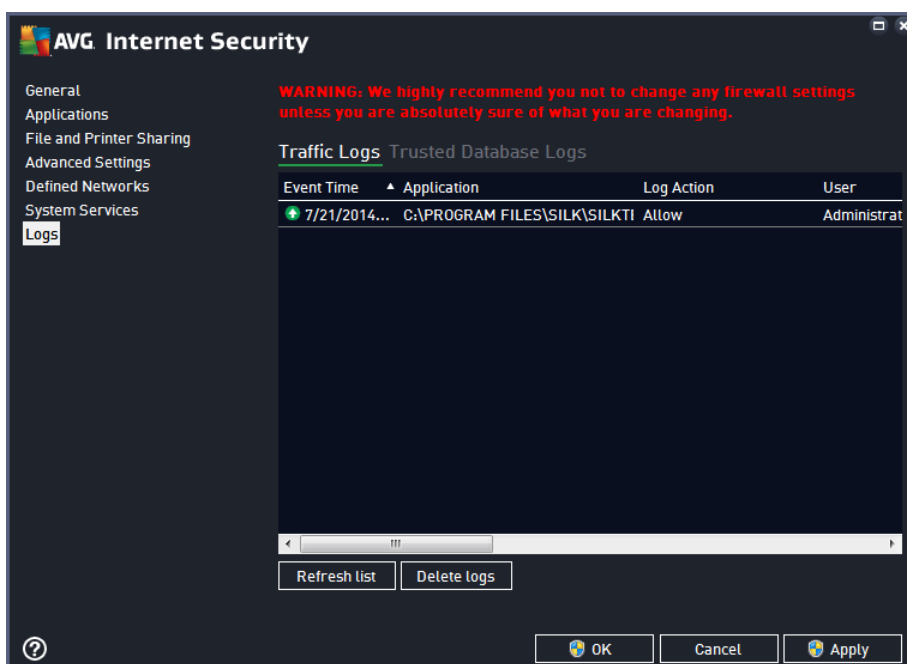 AVG Internet Security
General
Applications
File and Printer Sharing
Advanced Settings
Defined Networks
System Services
Logs
WARNING: We highly recommend you not to change any firewall settings
unless you are absolutely sure of what you are changing.
Traffic Logs Trusted Database Logs
Event Time Application Log Action User
7/21/2014... C:\PROGRAM FILES\SILK\SILKTI Allow Administrat
Refresh list Delete logs
OK Cancel Apply